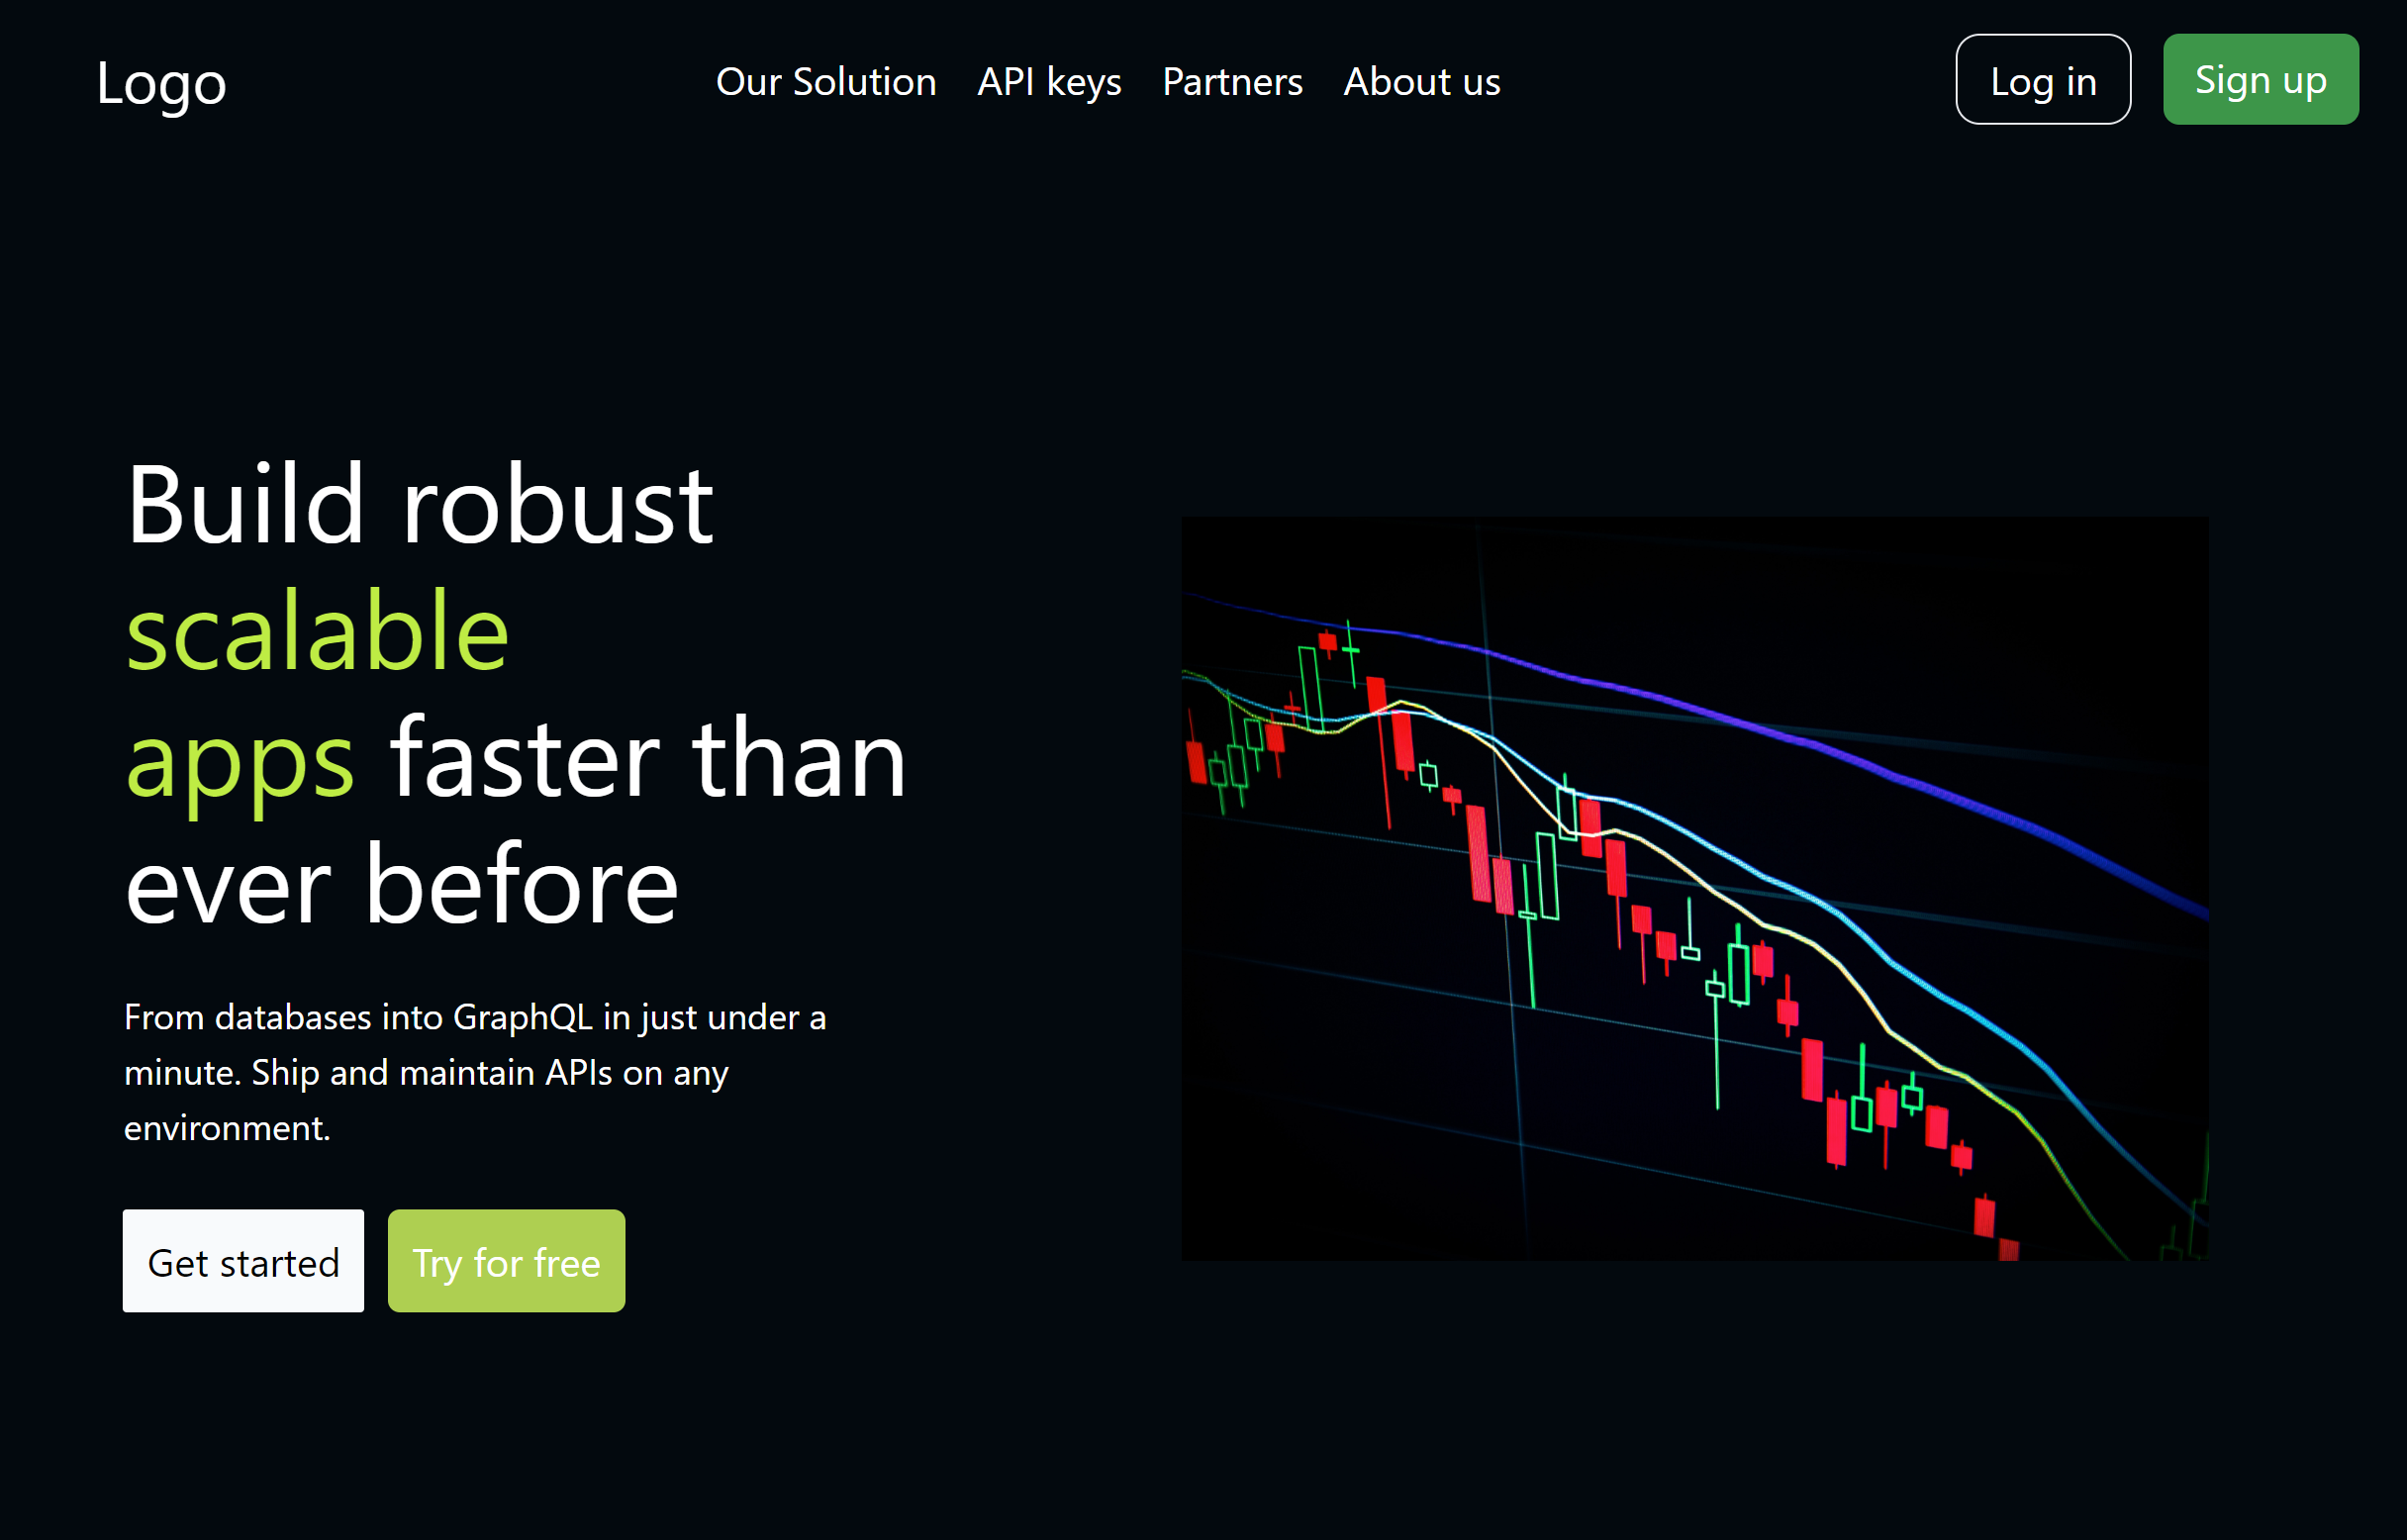 Logo
Our Solution
API keys
Partners
About us
Log in
Sign up
Build robust
scalable
apps faster than
ever before
From databases into GraphQL in just under a
minute. Ship and maintain APIs on any
environment.
Get started
Try for free